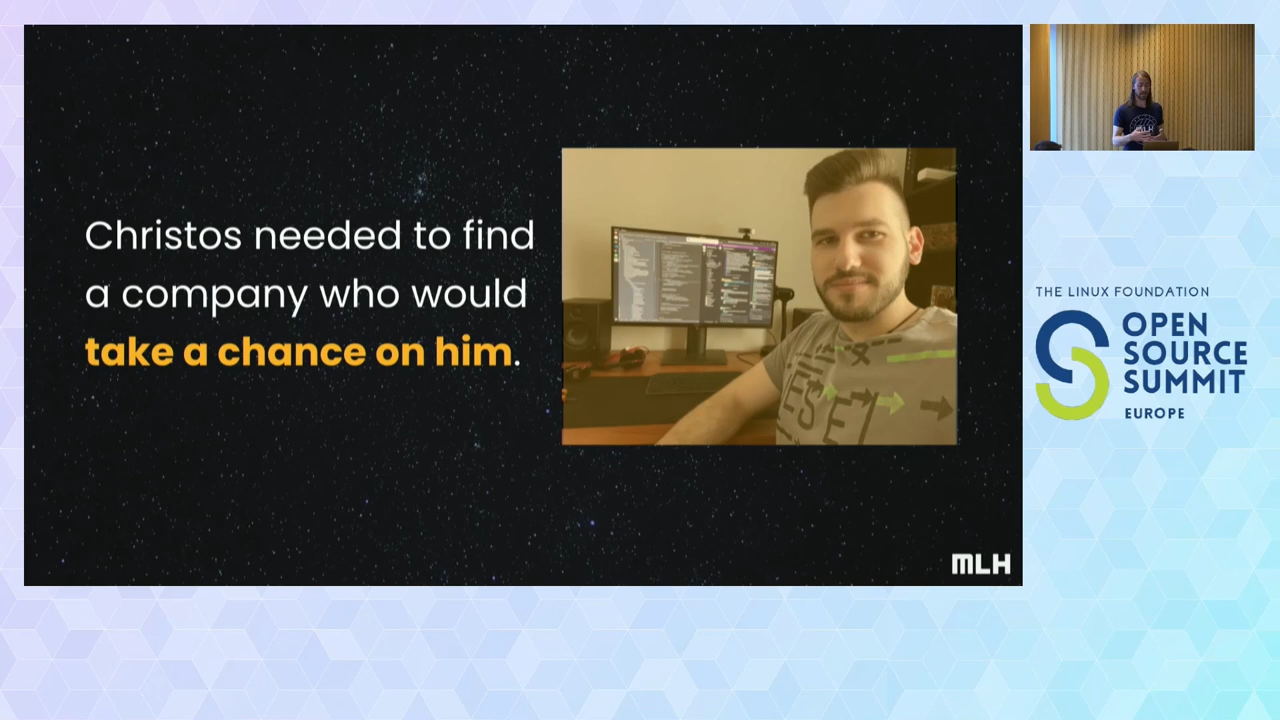 Christos needed to find
a company who would
take a chance on him.
MLH
THE LINUX FOUNDATION
OPEN
SOURCE
SUMMIT
EUROPE